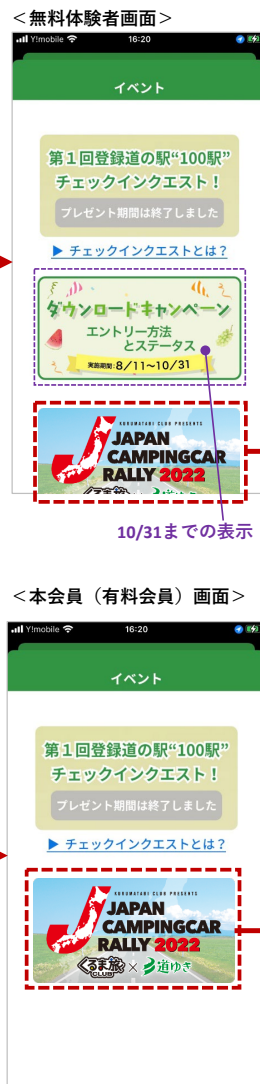 ＜無料体験者画面＞
Y!mobile 16:20
イベント
第1回登録道の駅“100駅”
チェックインクエスト！
プレゼント期間は終了しました
▶ チェックインクエストとは？
ダウンロードキャンペーン
エントリー方法
とステータス
実施期間：8/11～10/31
KURUMATABI CLUB PRESENTS
JAPAN
CAMPINGCAR
RALLY 2022
くるま旅 × 道ゆき
10/31までの表示
＜本会員（有料会員）画面＞
Y!mobile 16:20
イベント
第1回登録道の駅“100駅”
チェックインクエスト！
プレゼント期間は終了しました
▶ チェックインクエストとは？
KURUMATABI CLUB PRESENTS
JAPAN
CAMPINGCAR
RALLY 2022
くるま旅 CLUB × 道ゆき